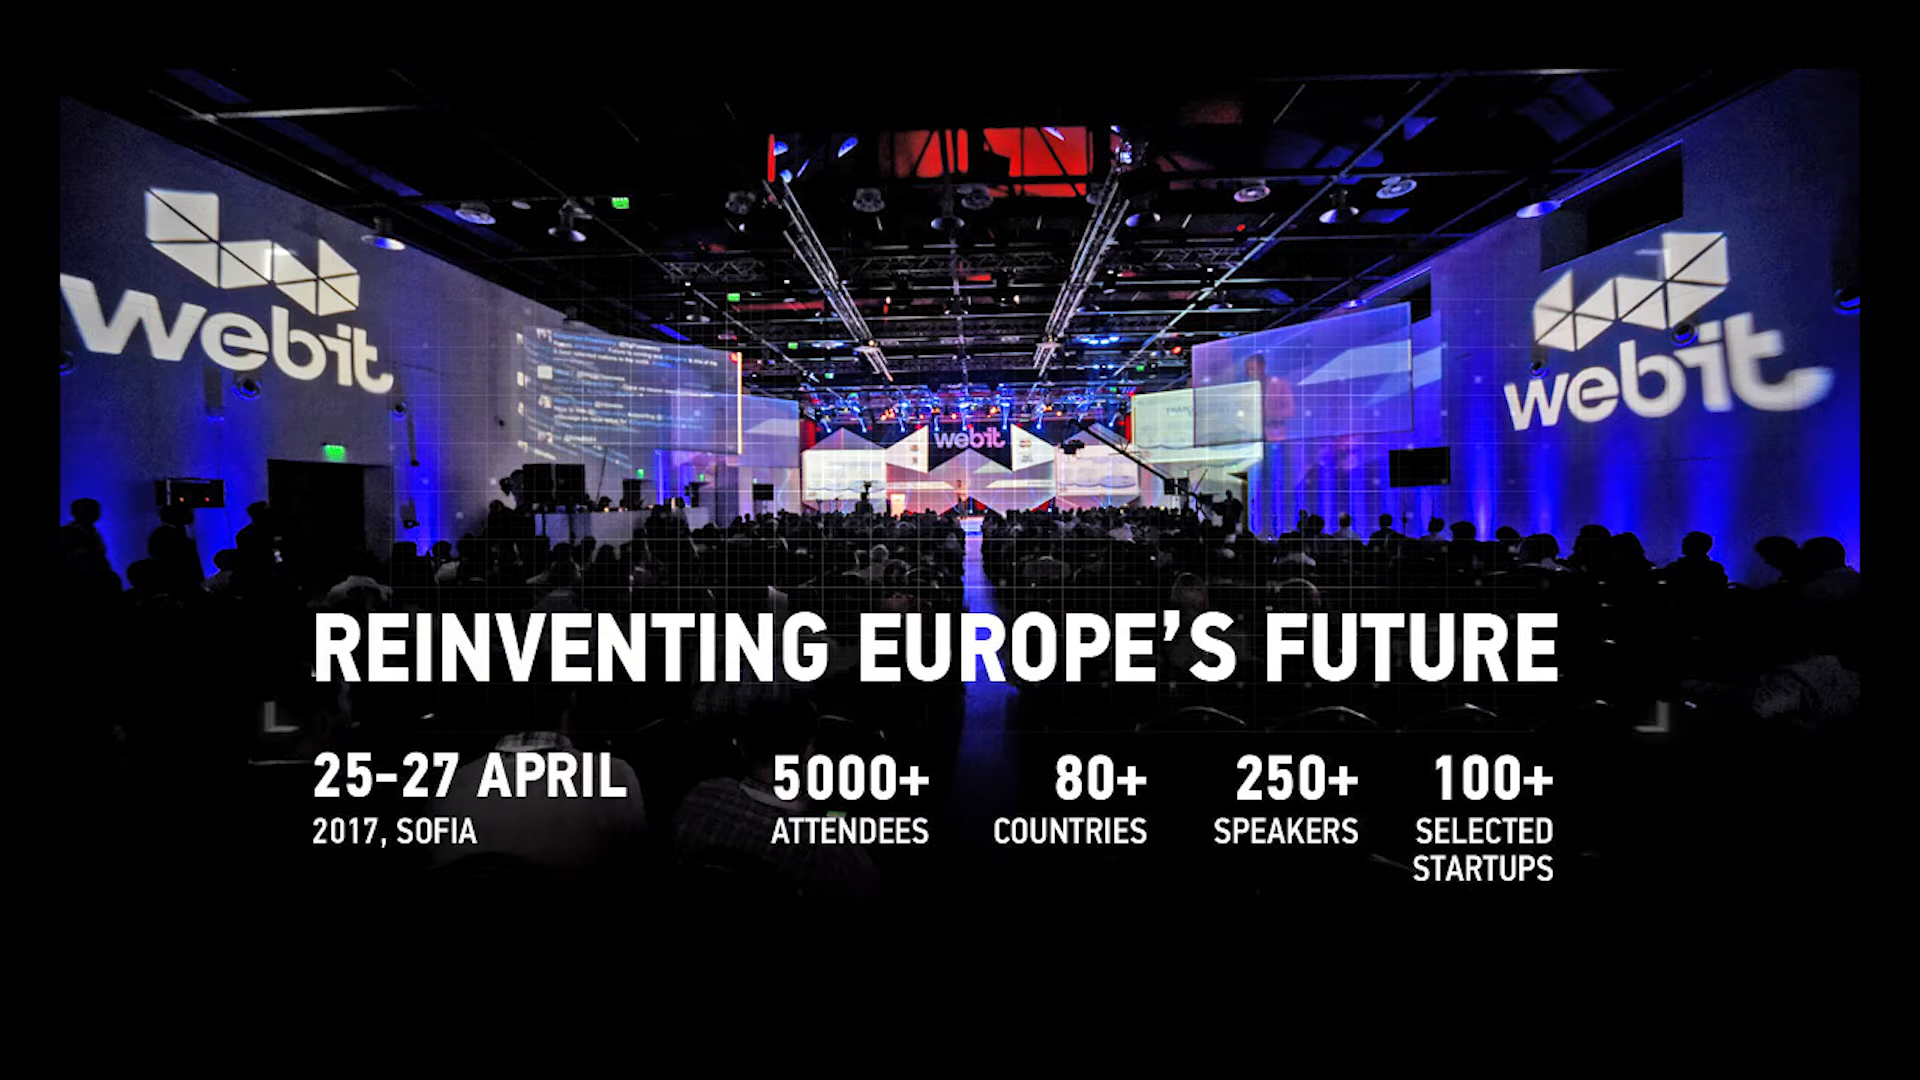 webit
webit
webit
REINVENTING EUROPE'S FUTURE
25-27 APRIL
2017, SOFIA
5000+
ATTENDEES
80+
COUNTRIES
250+
SPEAKERS
100+
SELECTED
STARTUPS